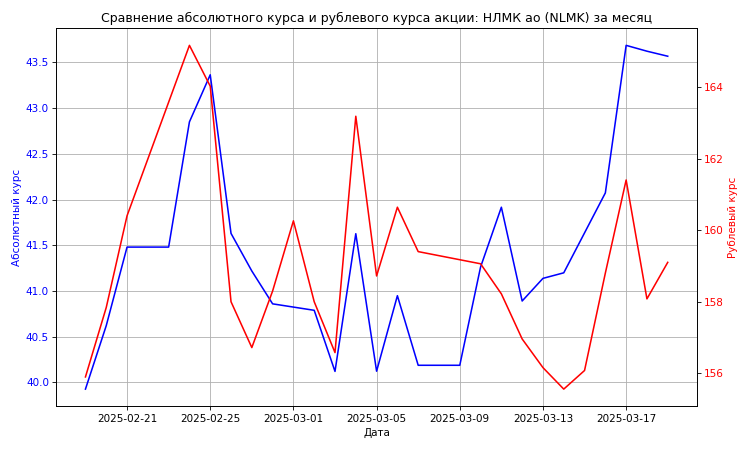 Сравнение абсолютного курса и рублевого курса акции: НЛМК ао (NLMK) за месяц
Абсолютный курс
43.5
43.0
42.5
42.0
41.5
41.0
40.5
40.0
164
162
160
158
156
Рублевый курс
2025-02-21 2025-02-25 2025-03-01 2025-03-05 2025-03-09 2025-03-13 2025-03-17
Дата